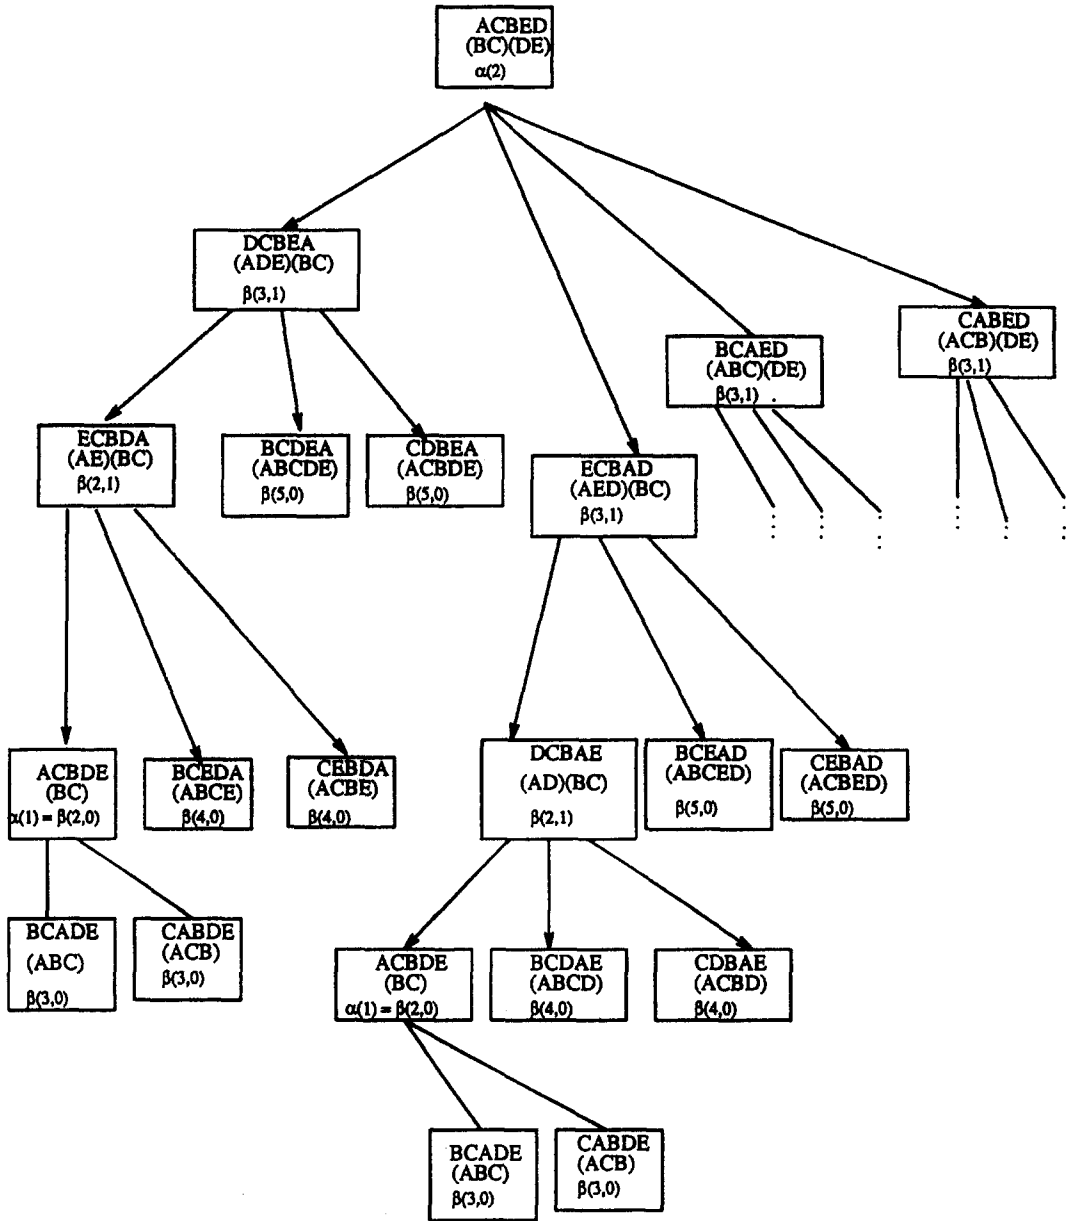 ACBED
(BC)(DE)
α(2)
DCBEA
(ADE)(BC)
β(3,1)
CABED
(ACB)(DE)
β(3,1)
BCAED
(ABC)(DE)
β(3,1)
ECBDA
(AE)(BC)
β(2,1)
BCDEA
(ABCDE)
β(5,0)
CDBEA
(ACBDE)
β(5,0)
ECBAD
(AED)(BC)
β(3,1)
ACBDE
(BC)
α(1) = β(2,0)
BCEDA
(ABCE)
β(4,0)
CEBDA
(ACBE)
β(4,0)
DCBAE
(AD)(BC)
β(2,1)
BCEAD
(ABCED)
β(5,0)
CEBAD
(ACBED)
β(5,0)
BCADE
(ABC)
β(3,0)
CABDE
(ACB)
β(3,0)
ACBDE
(BC)
α(1) = β(2,0)
BCDAE
(ABCD)
β(4,0)
CDBAE
(ACBD)
β(4,0)
BCADE
(ABC)
β(3,0)
CABDE
(ACB)
β(3,0)